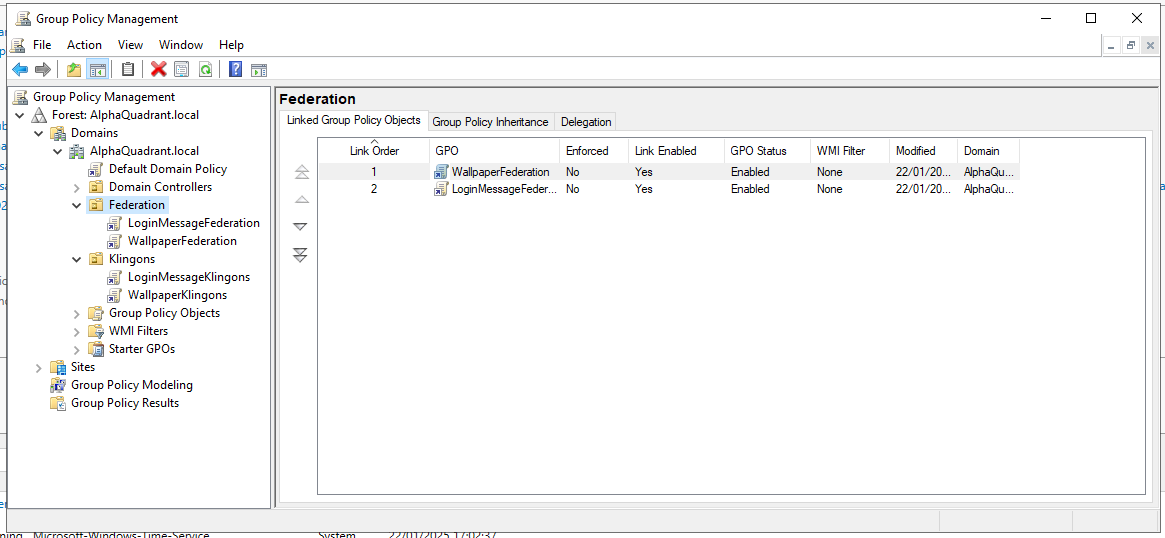 Group Policy Management
File Action View Window Help
Group Policy Management
Forest: AlphaQuadrant.local
Domains
AlphaQuadrant.local
Default Domain Policy
Domain Controllers
Federation
LoginMessageFederation
WallpaperFederation
Klingons
LoginMessageKlingons
WallpaperKlingons
Group Policy Objects
WMI Filters
Starter GPOs
Sites
Group Policy Modeling
Group Policy Results
Federation
Linked Group Policy Objects Group Policy Inheritance Delegation
Link Order GPO Enforced Link Enabled GPO Status WMI Filter Modified Domain
1 WallpaperFederation No Yes Enabled None 22/01/20... AlphaQu...
2 LoginMessageFeder... No Yes Enabled None 22/01/20... AlphaQu...
Microsoft-Windows-Time-Service System 22/01/2025 17:02:37